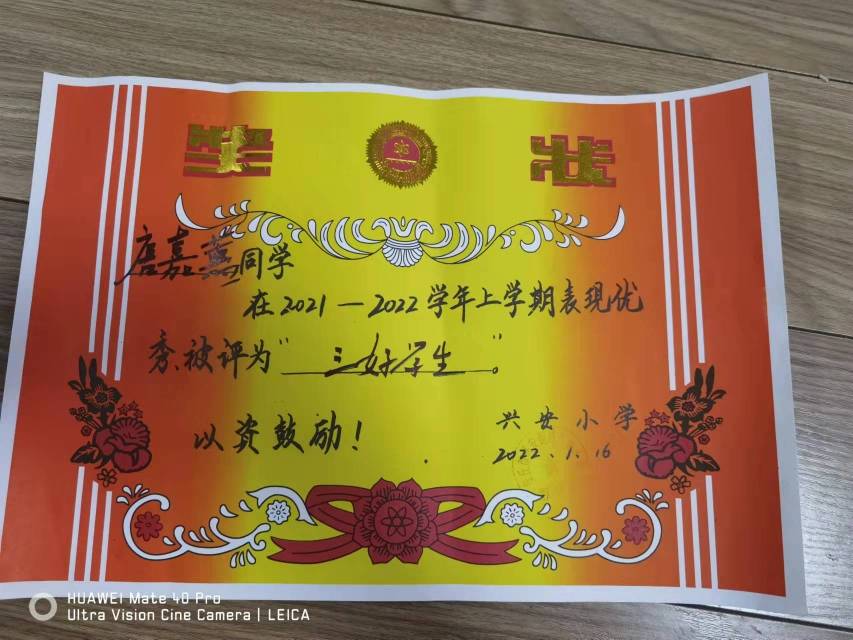 奖状
唐嘉燕同学
在2021—2022学年上学期表现优
秀、被评为"三好学生"。
以资鼓励！
兴安小学
2022.1.16
HUAWEI Mate 40 Pro
Ultra Vision Cine Camera | LEICA